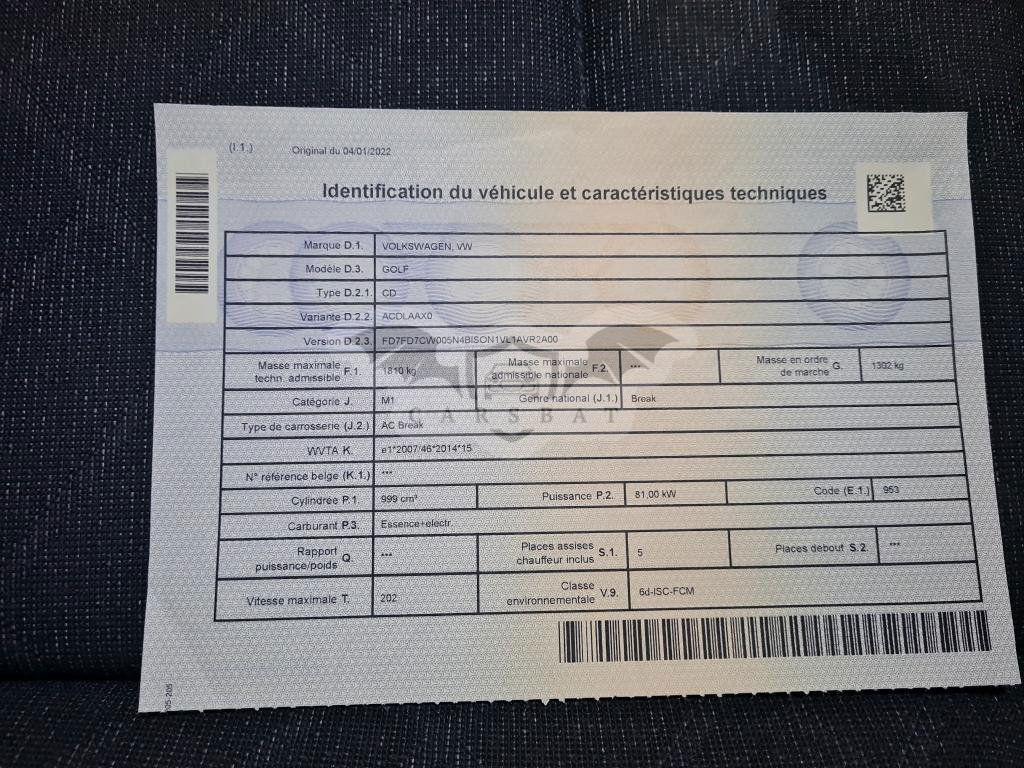 (I.1.) Original du 04/01/2022
Identification du véhicule et caractéristiques techniques
Marque D.1. VOLKSWAGEN, VW
Modèle D.3. GOLF
Type D.2.1. CD
Variante D.2.2. ACDLAAX0
Version D.2.3. FD7FD7CW005N4BISON1VL1AVR2A00
Masse maximale techn. admissible F.1. 1810 kg Masse maximale admissible nationale F.2. *** Masse en ordre de marche G. 1302 kg
Catégorie J. M1 Genre national (J.1.) Break
CARSBAT
Type de carrosserie (J.2.) AC Break
WVTA K. e1*2007/46*2014*15
N° référence belge (K.1.) ***
Cylindrée P.1. 999 cm³ Puissance P.2. 81,00 kW Code (E.1.) 953
Carburant P.3. Essence+electr.
Rapport puissance/poids Q. *** Places assises chauffeur inclus S.1. 5 Places debout S.2. ***
Vitesse maximale T. 202 Classe environnementale V.9. 6d-ISC-FCM
005-205